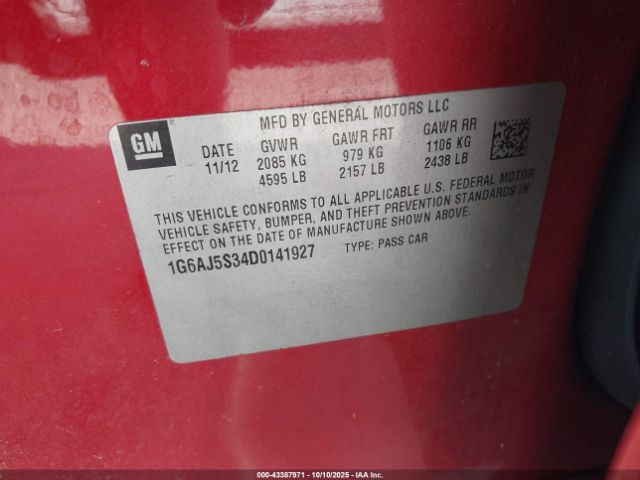 MFD BY GENERAL MOTORS LLC
GM
DATE GVWR GAWR FRT GAWR RR
11/12 2085 KG 979 KG 1106 KG
4595 LB 2157 LB 2438 LB
THIS VEHICLE CONFORMS TO ALL APPLICABLE U.S. FEDERAL MOTOR
VEHICLE SAFETY, BUMPER, AND THEFT PREVENTION STANDARDS IN
EFFECT ON THE DATE OF MANUFACTURE SHOWN ABOVE.
1G6AJ5S34D0141927 TYPE: PASS CAR
000-43387971 - 10/10/2025 - IAA Holdings, LLC